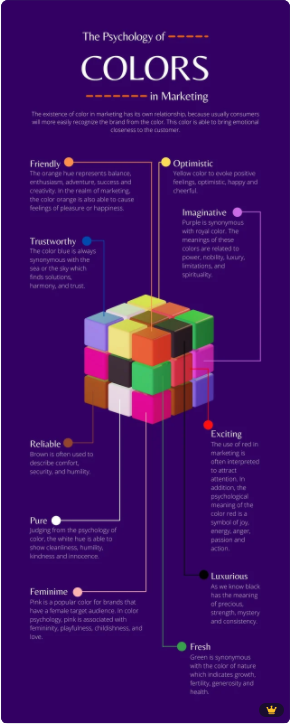 The Psychology of
COLORS
in Marketing
The existence of color in marketing has its own relationship, because usually consumers
will more easily recognize the brand from the color. This color is able to bring emotional
closeness to the customer.
Friendly
The orange hue represents balance,
enthusiasm, adventure, success and
creativity. In the realm of marketing,
the color orange is also able to cause
feelings of pleasure or happiness.
Optimistic
Yellow color to evoke positive
feelings, optimistic, happy and
cheerful.
Imaginative
Purple is synonymous
with royal color. The
meanings of these
colors are related to
power, nobility, luxury,
limitations, and
spirituality.
Trustworthy
The color blue is always
synonymous with the
sea or the sky which
finds solutions,
harmony, and trust.
Reliable
Brown is often used to
describe comfort,
security, and humility.
Exciting
The use of red in
marketing is
often interpreted
to attract
attention. In
addition, the
psychological
meaning of the
color red is a
symbol of joy,
energy, anger,
passion and
action.
Pure
Judging from the psychology of
color, the white hue is able to
show cleanliness, humility,
kindness and innocence.
Luxurious
As we know block
has the meaning
of precious,
strength, mystery
and consistency.
Feminime
Pink is a popular color for brands that
have a female target audience. In color
psychology, pink is associated with
femininity, playfulness, childishness, and
love.
Fresh
Green is synonymous
with the color of nature
which indicates growth,
fertility, generosity and
health.